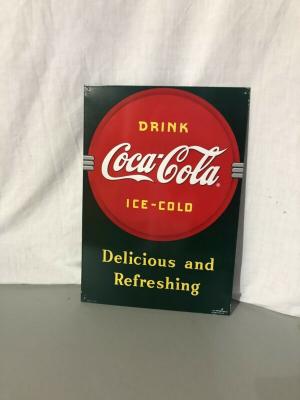 DRINK
Coca-Cola
ICE-COLD
Delicious and
Refreshing